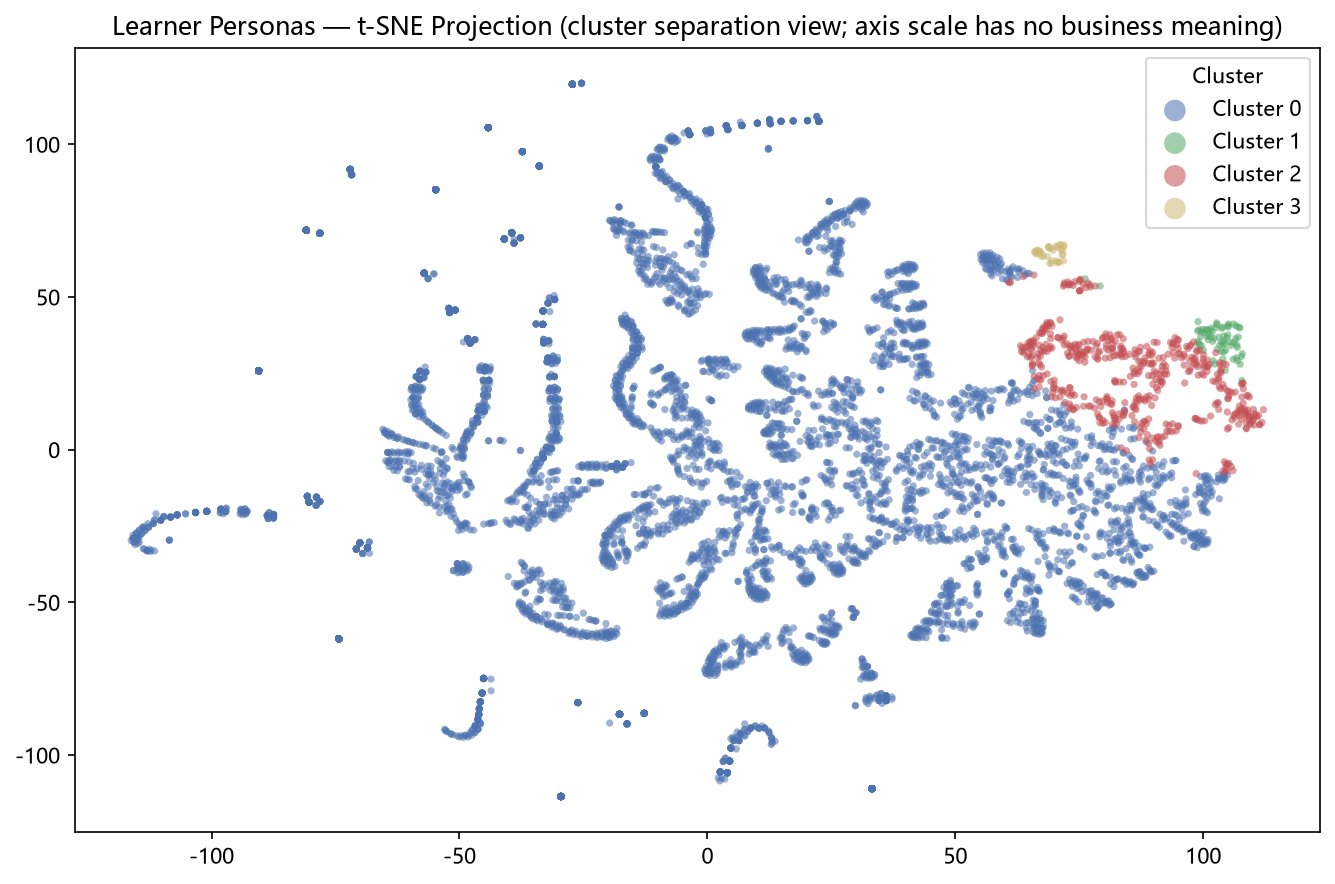 Learner Personas — t-SNE Projection (cluster separation view; axis scale has no business meaning)
Cluster
Cluster 0
Cluster 1
Cluster 2
Cluster 3
100
50
0
-50
-100
-100 -50 0 50 100